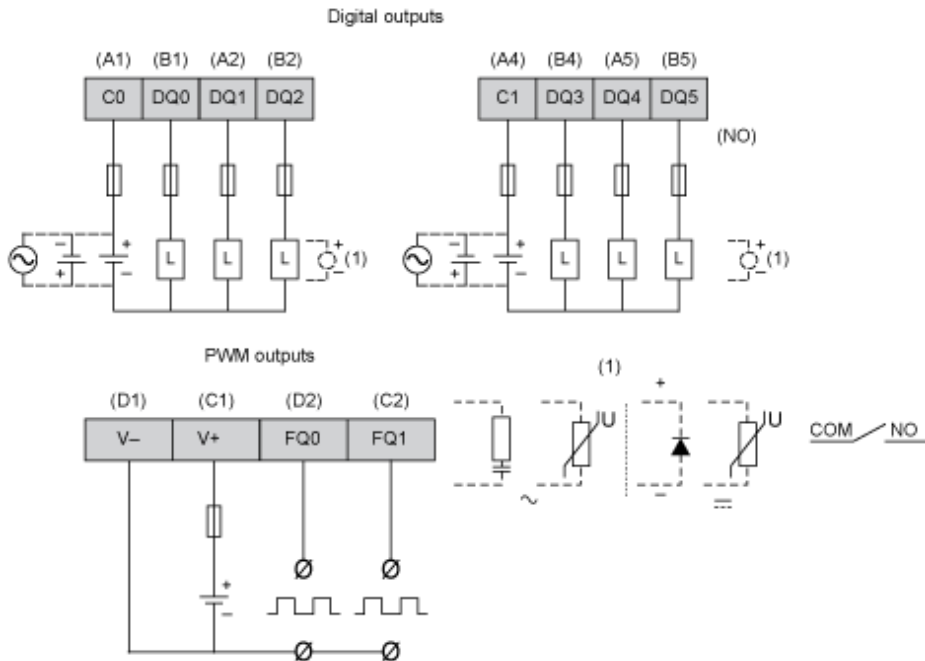 Digital outputs
(A1) (B1) (A2) (B2) (A4) (B4) (A5) (B5)
C0 DQ0 DQ1 DQ2 C1 DQ3 DQ4 DQ5
(NO)
– + + – L L L + – (1) – + + – L L L + – (1)
PWM outputs
(1)
(D1) (C1) (D2) (C2)
V– V+ FQ0 FQ1
U + – U
COM NO
+ –